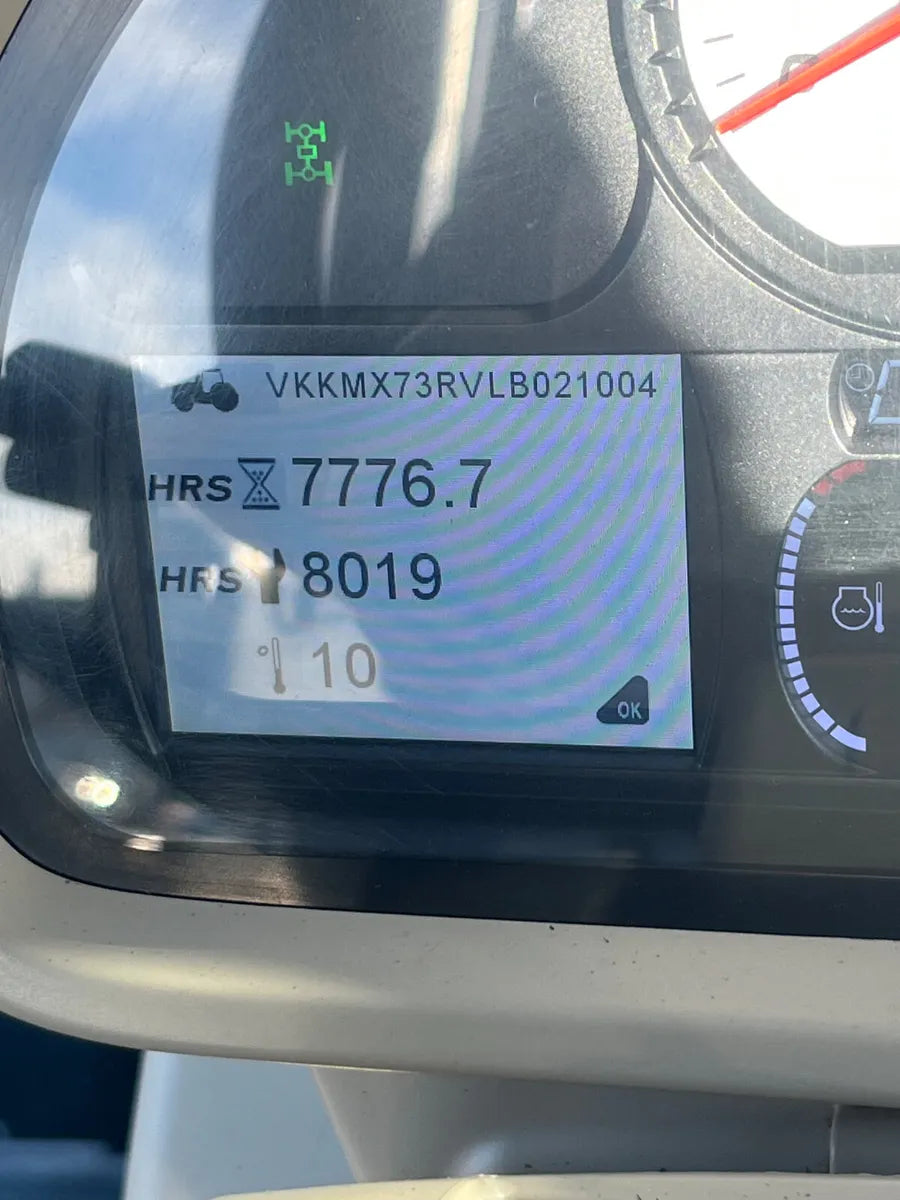 VKKMX73RVLB021004
HRS 7776.7
HRS 8019
° 10
OK